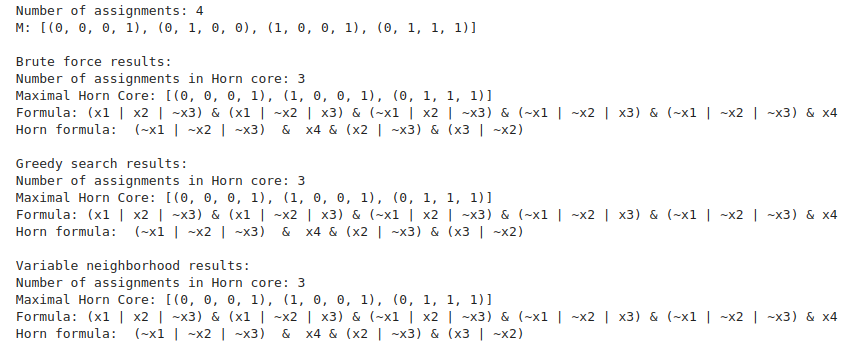 Number of assignments: 4
M: [(0, 0, 0, 1), (0, 1, 0, 0), (1, 0, 0, 1), (0, 1, 1, 1)]
Brute force results:
Number of assignments in Horn core: 3
Maximal Horn Core: [(0, 0, 0, 1), (1, 0, 0, 1), (0, 1, 1, 1)]
Formula: (x1 | x2 | ~x3) & (x1 | ~x2 | x3) & (~x1 | x2 | ~x3) & (~x1 | ~x2 | x3) & (~x1 | ~x2 | ~x3) & x4
Horn formula:  (~x1 | ~x2 | ~x3)  &  x4 & (x2 | ~x3) & (x3 | ~x2)
Greedy search results:
Number of assignments in Horn core: 3
Maximal Horn Core: [(0, 0, 0, 1), (1, 0, 0, 1), (0, 1, 1, 1)]
Formula: (x1 | x2 | ~x3) & (x1 | ~x2 | x3) & (~x1 | x2 | ~x3) & (~x1 | ~x2 | x3) & (~x1 | ~x2 | ~x3) & x4
Horn formula:  (~x1 | ~x2 | ~x3)  &  x4 & (x2 | ~x3) & (x3 | ~x2)
Variable neighborhood results:
Number of assignments in Horn core: 3
Maximal Horn Core: [(0, 0, 0, 1), (1, 0, 0, 1), (0, 1, 1, 1)]
Formula: (x1 | x2 | ~x3) & (x1 | ~x2 | x3) & (~x1 | x2 | ~x3) & (~x1 | ~x2 | x3) & (~x1 | ~x2 | ~x3) & x4
Horn formula:  (~x1 | ~x2 | ~x3)  &  x4 & (x2 | ~x3) & (x3 | ~x2)